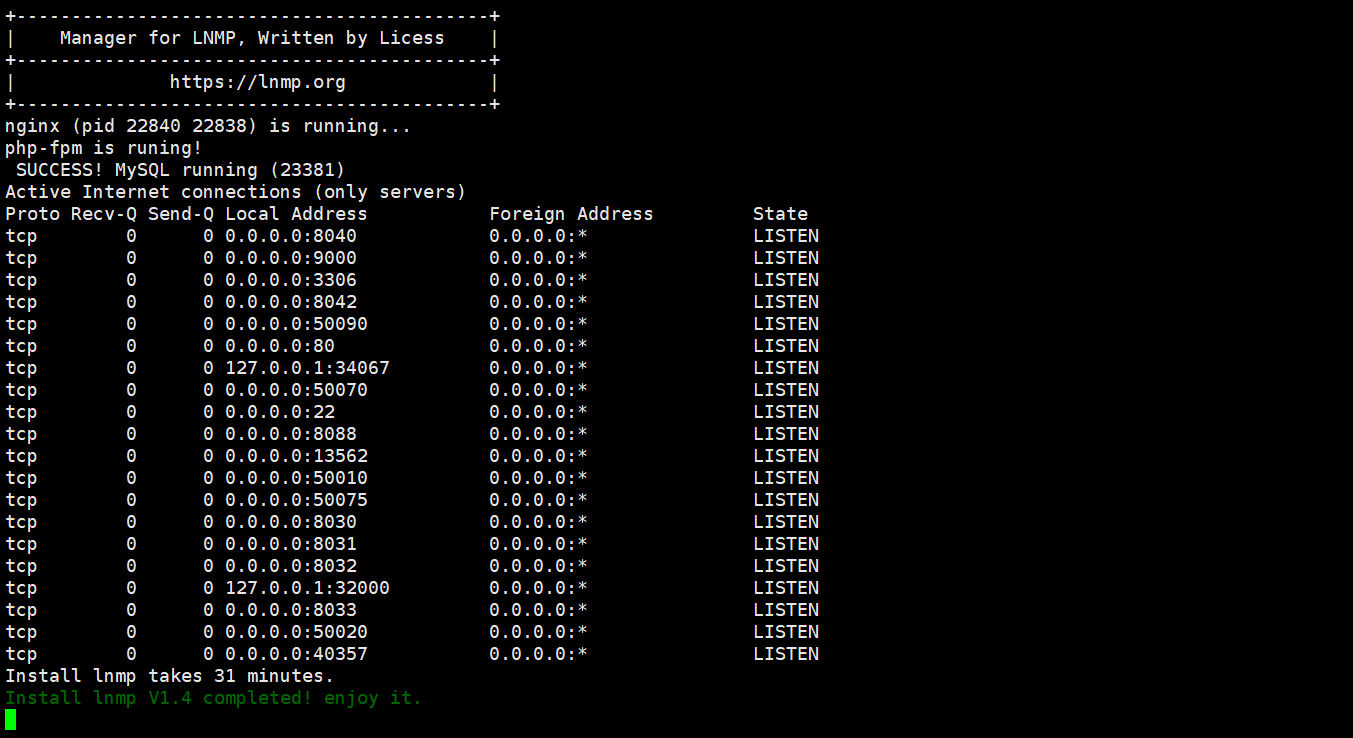 +-------------------------------------------+
|    Manager for LNMP, Written by Licess    |
+-------------------------------------------+
|              https://lnmp.org             |
+-------------------------------------------+
nginx (pid 22840 22838) is running...
php-fpm is runing!
 SUCCESS! MySQL running (23381)
Active Internet connections (only servers)
Proto Recv-Q Send-Q Local Address           Foreign Address         State
tcp        0      0 0.0.0.0:8040            0.0.0.0:*               LISTEN
tcp        0      0 0.0.0.0:9000            0.0.0.0:*               LISTEN
tcp        0      0 0.0.0.0:3306            0.0.0.0:*               LISTEN
tcp        0      0 0.0.0.0:8042            0.0.0.0:*               LISTEN
tcp        0      0 0.0.0.0:50090           0.0.0.0:*               LISTEN
tcp        0      0 0.0.0.0:80              0.0.0.0:*               LISTEN
tcp        0      0 127.0.0.1:34067         0.0.0.0:*               LISTEN
tcp        0      0 0.0.0.0:50070           0.0.0.0:*               LISTEN
tcp        0      0 0.0.0.0:22              0.0.0.0:*               LISTEN
tcp        0      0 0.0.0.0:8088            0.0.0.0:*               LISTEN
tcp        0      0 0.0.0.0:13562           0.0.0.0:*               LISTEN
tcp        0      0 0.0.0.0:50010           0.0.0.0:*               LISTEN
tcp        0      0 0.0.0.0:50075           0.0.0.0:*               LISTEN
tcp        0      0 0.0.0.0:8030            0.0.0.0:*               LISTEN
tcp        0      0 0.0.0.0:8031            0.0.0.0:*               LISTEN
tcp        0      0 0.0.0.0:8032            0.0.0.0:*               LISTEN
tcp        0      0 127.0.0.1:32000         0.0.0.0:*               LISTEN
tcp        0      0 0.0.0.0:8033            0.0.0.0:*               LISTEN
tcp        0      0 0.0.0.0:50020           0.0.0.0:*               LISTEN
tcp        0      0 0.0.0.0:40357           0.0.0.0:*               LISTEN
Install lnmp takes 31 minutes.
Install lnmp V1.4 completed! enjoy it.